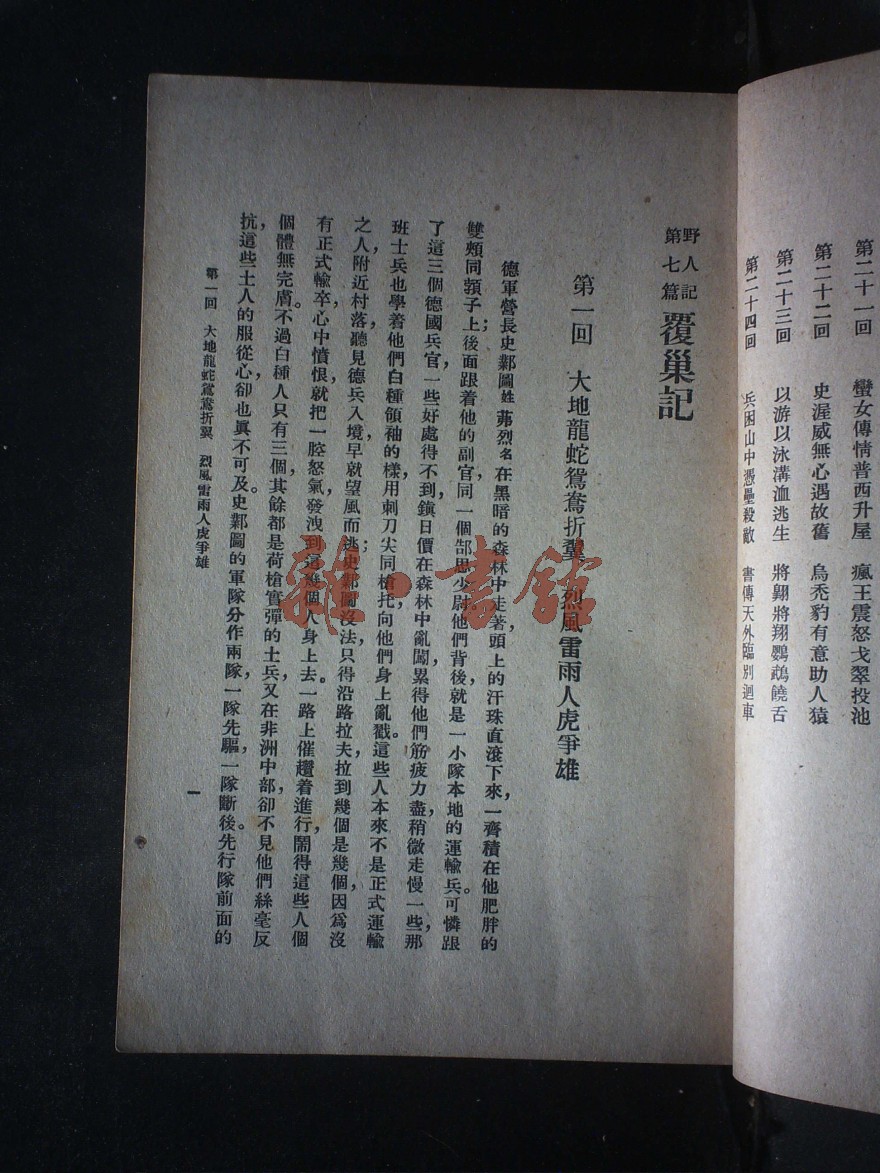 第二十一回 蠻女傳情普西升屋 瘋王震怒戈翠投池
第二十二回 史渥威無心遇故舊 烏禿豹有意助人猿
第二十三回 以游以泳溝洫逃生 將翺將翔鸚鵡饒舌
第二十四回 兵困山中憑壘殺敵 書傳天外臨別迴車
野人記
第七篇
覆巢記
第一回 大地龍蛇鴛鴦折翼 烈風雷雨人虎爭雄
德軍營長史鄴圖姓茀烈名在黑暗的森林中走著，頭上的汗珠直滾下來，一齊積在他肥胖的
雙頰同頷子上；後面跟着他的副官同一個郜思少尉。他們背後，就是一小隊本地的運輸兵。可憐跟
了這三個德國兵官，一些好處得不到，鎮日價在森林中亂闖，累得他們筋疲力盡，稍微走慢一些，那
班士兵也學着他們白種領袖的樣，用刺刀尖同槍托向他們身上亂戳。這些人本來不是正式運輸
之人，附近村落，聽見德兵入境，早就望風而逃；史鄴圖沒法，只得沿路拉夫，拉到幾個是幾個，因爲沒
有正式輸卒，心中憤恨，就把一腔怒氣，發洩到這幾個人身上去。一路上催趲着進行，鬧得這些人個
個體無完膚。不過白種人只有三個，其餘都是荷槍實彈的士兵，又在非洲中部，卻不見他們絲毫反
抗，這些土人的服從心，卻也眞不可及。史鄴圖的軍隊，分作兩隊，一隊先驅，一隊斷後。先行隊前面的
第一回 大地龍蛇鴛鴦折翼 烈風雷雨人虎爭雄
一
雜·書館